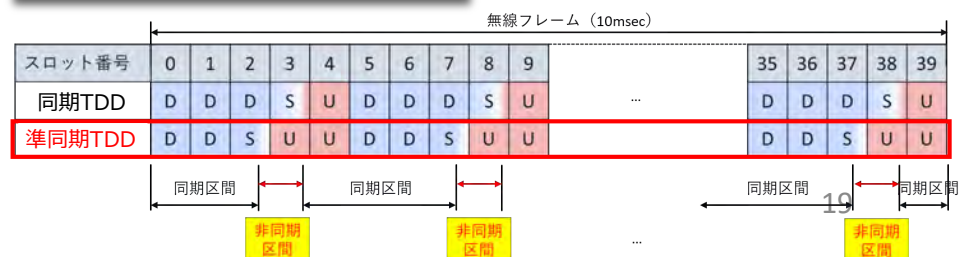 無線フレーム（10msec）
スロット番号 0 1 2 3 4 5 6 7 8 9 35 36 37 38 39
同期TDD D D D S U D D D S U ... D D D S U
準同期TDD D D S U U D D S U U D D S U U
同期区間 同期区間 同期区間 同期区間
19
非同期 非同期 非同期
区間 区間 ... 区間